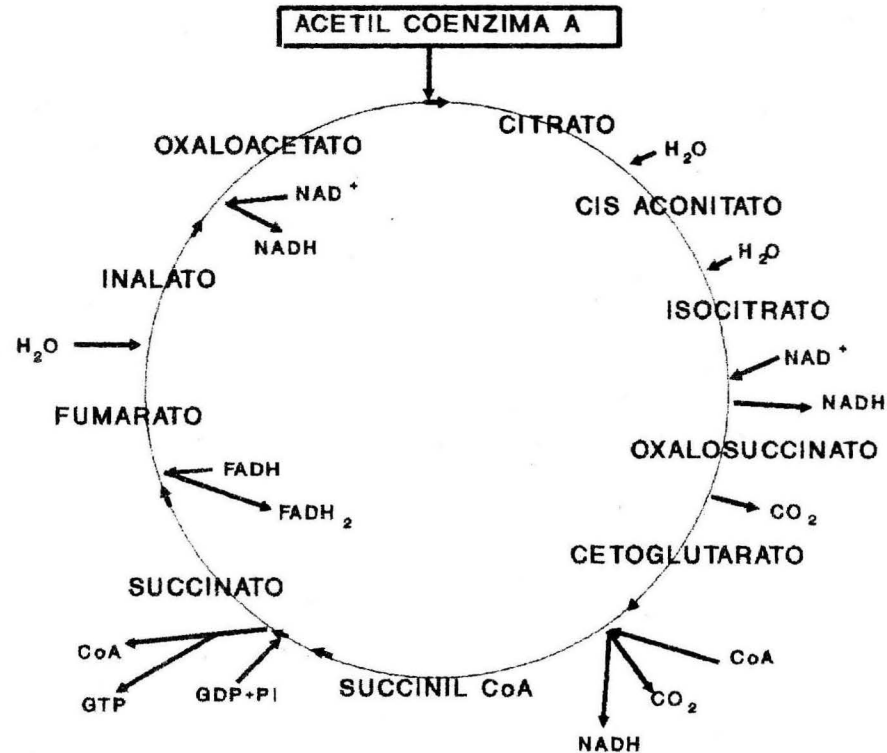 ACETIL COENZIMA A
CITRATO
H₂O
CIS ACONITATO
H₂O
ISOCITRATO
NAD⁺
NADH
OXALOSUCCINATO
CO₂
CETOGLUTARATO
CoA
CO₂
NADH
SUCCINIL CoA
GDP+PI
GTP
CoA
SUCCINATO
FADH
FADH₂
FUMARATO
H₂O
INALATO
NAD⁺
NADH
OXALOACETATO